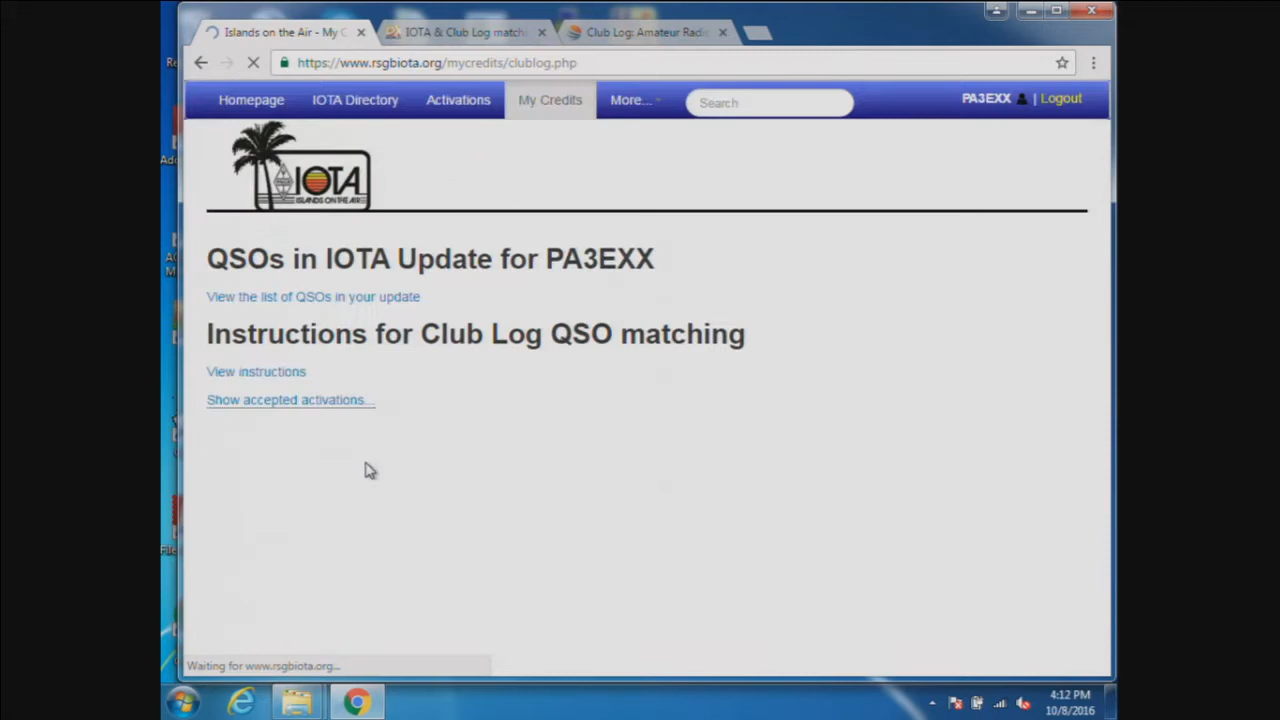 Islands on the Air - My C
IOTA & Club Log match
Club Log: Amateur Radi
https://www.rsgbiota.org/mycredits/clublog.php
Homepage
IOTA Directory
Activations
My Credits
More...
Search
PA3EXX | Logout
IOTA
ISLANDS ON THE AIR
QSOs in IOTA Update for PA3EXX
View the list of QSOs in your update
Instructions for Club Log QSO matching
View instructions
Show accepted activations...
Waiting for www.rsgbiota.org...
4:12 PM
10/8/2016